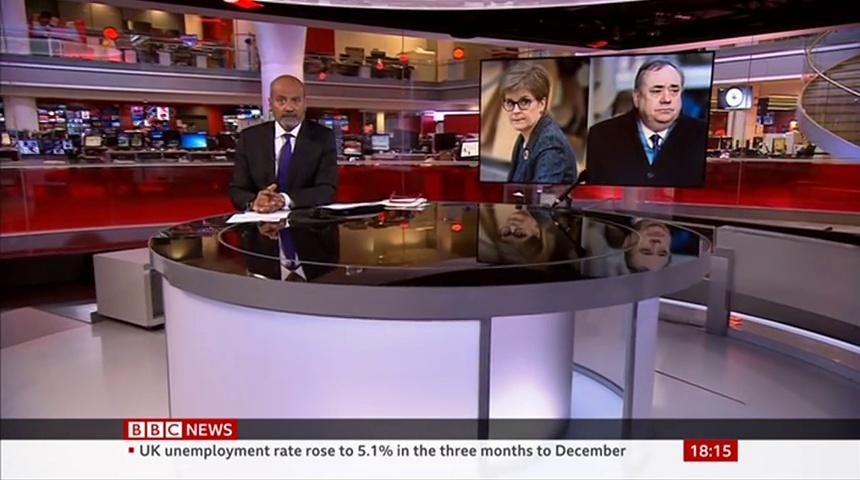 BBC NEWS
UK unemployment rate rose to 5.1% in the three months to December
18:15